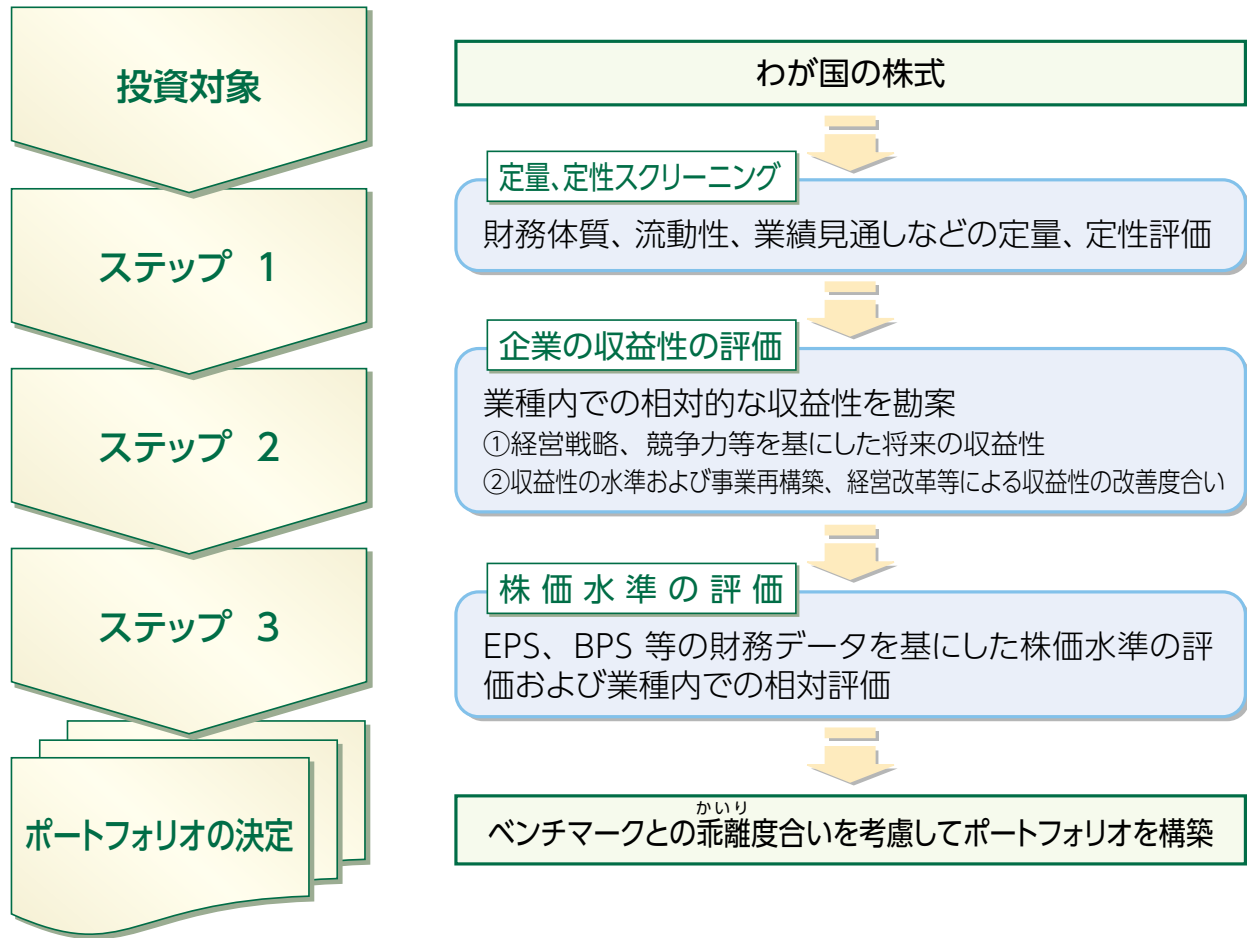 投資対象
わが国の株式
ステップ 1
定量、定性スクリーニング
財務体質、流動性、業績見通しなどの定量、定性評価
ステップ 2
企業の収益性の評価
業種内での相対的な収益性を勘案
①経営戦略、競争力等を基にした将来の収益性
②収益性の水準および事業再構築、経営改革等による収益性の改善度合い
ステップ 3
株価水準の評価
EPS、BPS 等の財務データを基にした株価水準の評
価および業種内での相対評価
ポートフォリオの決定
かいり
ベンチマークとの乖離度合いを考慮してポートフォリオを構築